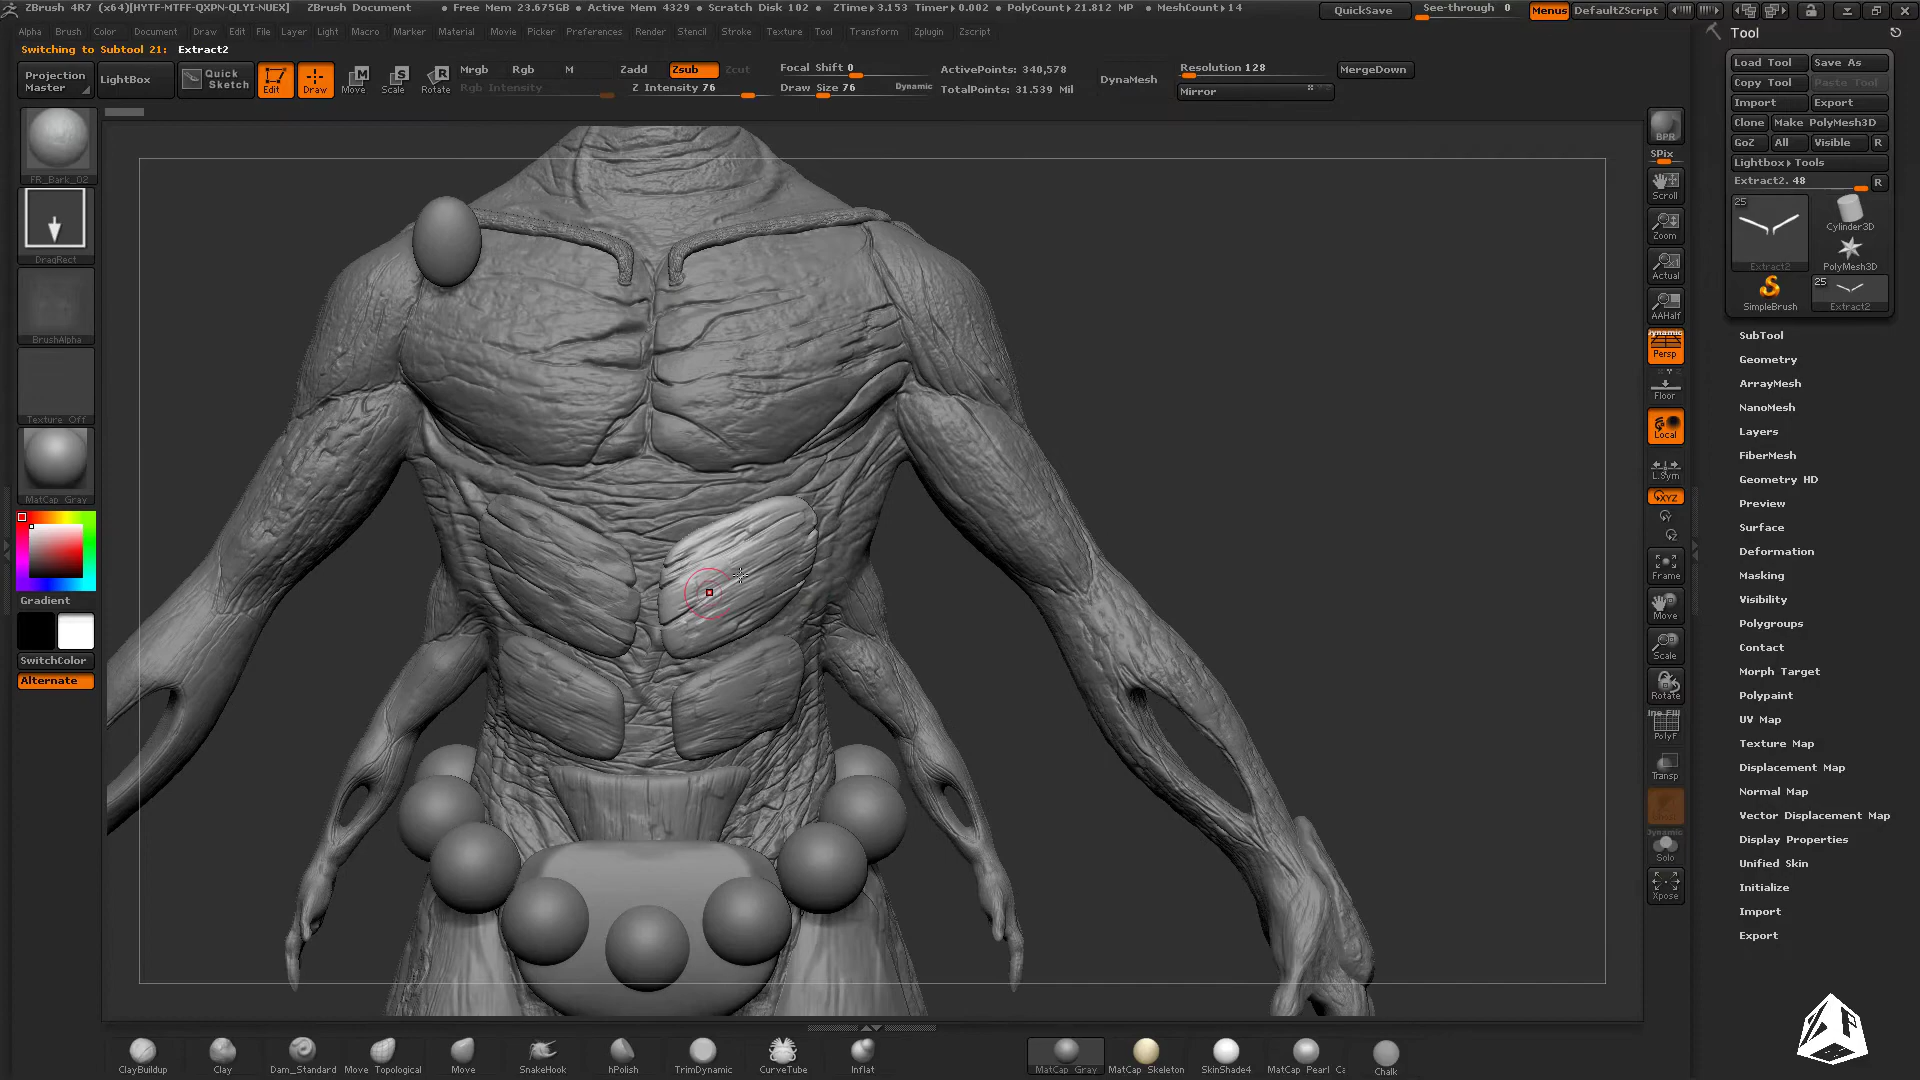 ZBrush 4R7 (x64)[HYTF-MTFF-QXPN-QLYI-NUEX] ZBrush Document • Free Mem 23.675GB • Active Mem 4329 • Scratch Disk 102 • ZTime▸3.153 Timer▸0.002 • PolyCount▸21.812 MP • MeshCount▸14 QuickSave See-through 0 Menus DefaultZScript
Alpha Brush Color Document Draw Edit File Layer Light Macro Marker Material Movie Picker Preferences Render Stencil Stroke Texture Tool Transform Zplugin Zscript
Switching to Subtool 21: Extract2
Projection Master
LightBox
Quick Sketch
Edit
Draw
Move
Scale
Rotate
Mrgb Rgb M
Rgb Intensity
Zadd Zsub Zcut
Z Intensity 76
Focal Shift 0
Draw Size 76 Dynamic
ActivePoints: 340,578
TotalPoints: 31.539 Mil
DynaMesh
Resolution 128
Mirror
MergeDown
FR_Bark_02
DragRect
BrushAlpha
Texture Off
MatCap Gray
Gradient
SwitchColor
Alternate
BPR
SPix
Scroll
Zoom
Actual
AAHalf
Dynamic
Persp
Floor
Local
L.Sym
XYZ
Frame
Move
Scale
Rotate
PolyF
Transp
Dynamic
Solo
Xpose
Tool
Load Tool Save As
Copy Tool Paste Tool
Import Export
Clone Make PolyMesh3D
GoZ All Visible R
Lightbox▸Tools
Extract2. 48 R
25
Extract2
Cylinder3D
PolyMesh3D
SimpleBrush
25
Extract2
SubTool
Geometry
ArrayMesh
NanoMesh
Layers
FiberMesh
Geometry HD
Preview
Surface
Deformation
Masking
Visibility
Polygroups
Contact
Morph Target
Polypaint
UV Map
Texture Map
Displacement Map
Normal Map
Vector Displacement Map
Display Properties
Unified Skin
Initialize
Import
Export
ClayBuildup Clay Dam_Standard Move Topological Move SnakeHook hPolish TrimDynamic CurveTube Inflat MatCap Gray MatCap Skeleton SkinShade4 MatCap Pearl Ca Chalk